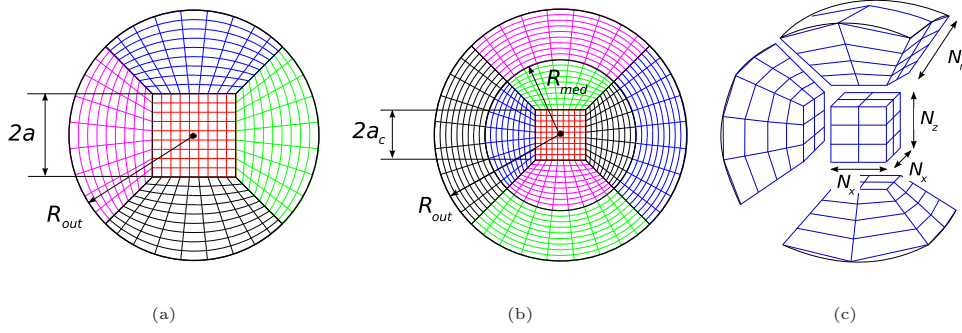 2a
R_out
(a)
2a_c
R_med
R_out
(b)
N_r
N_z
N_x
N_x
(c)